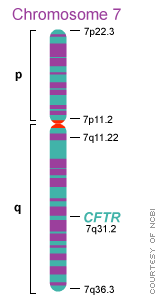 Chromosome 7
7p22.3
p
7p11.2
7q11.22
q
CFTR
7q31.2
7q36.3
COURTESY OF NCBI